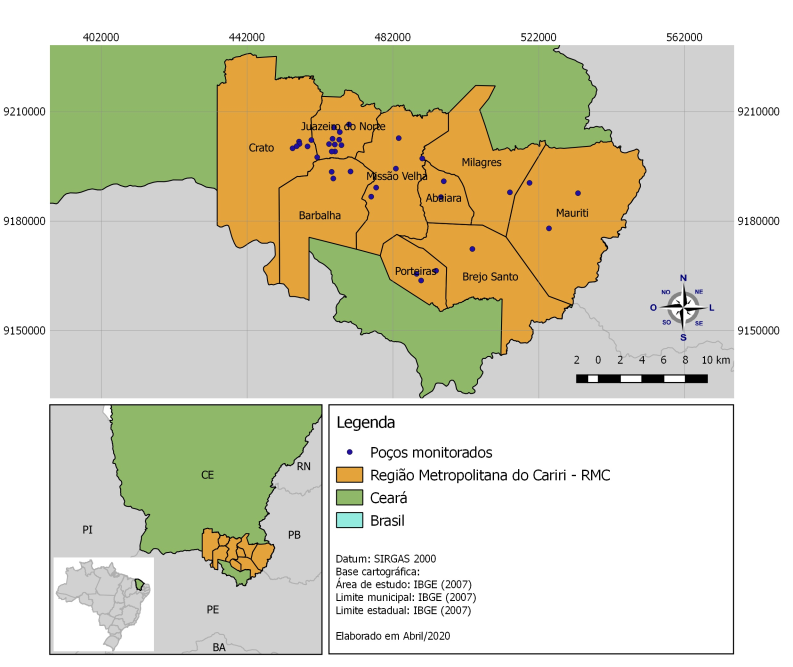 402000 442000 482000 522000 562000
9210000 9210000
Juazeiro do Norte
Crato
Milagres
Missão Velha
Abaiara
Barbalha
Mauriti
9180000 9180000
Porteiras
Brejo Santo
N
NO NE
O L
SO SE
S
9150000 9150000
2 0 2 4 6 8 10 km
CE
RN
PI
PB
PE
BA
Legenda
Poços monitorados
Região Metropolitana do Cariri - RMC
Ceará
Brasil
Datum: SIRGAS 2000
Base cartográfica:
Área de estudo: IBGE (2007)
Limite municipal: IBGE (2007)
Limite estadual: IBGE (2007)
Elaborado em Abril/2020